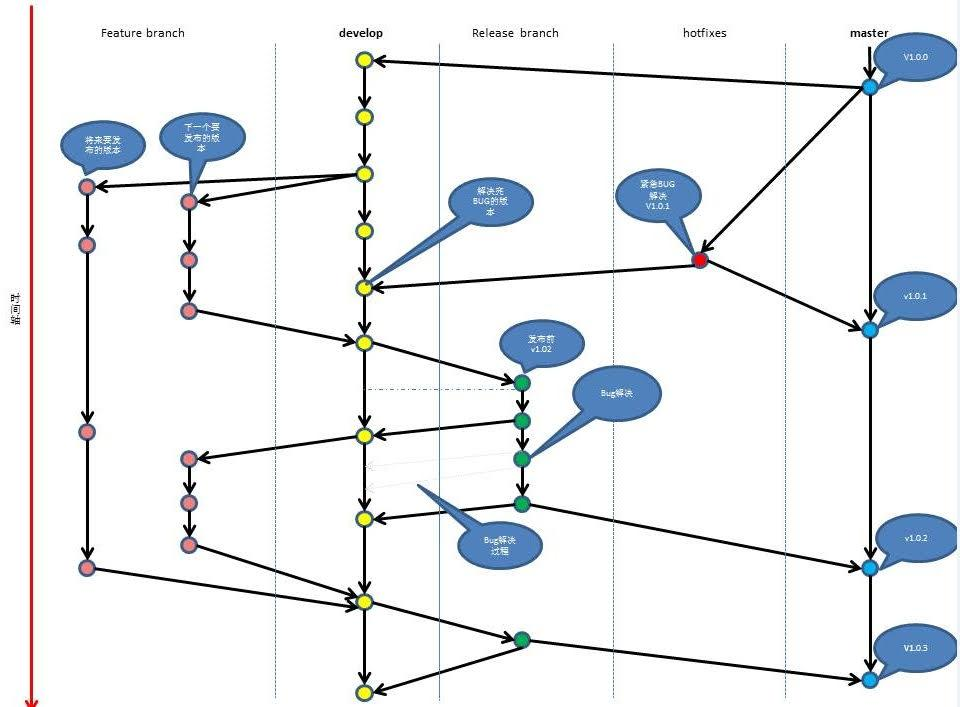 Feature branch
develop
Release branch
hotfixes
master
V1.0.0
将来要发
布的版本
下一个要
发布的版
本
解决完
BUG的版
本
紧急BUG
解决
V1.0.1
时间轴
v1.0.1
发布前
v1.02
Bug解决
Bug解决
过程
v1.0.2
V1.0.3